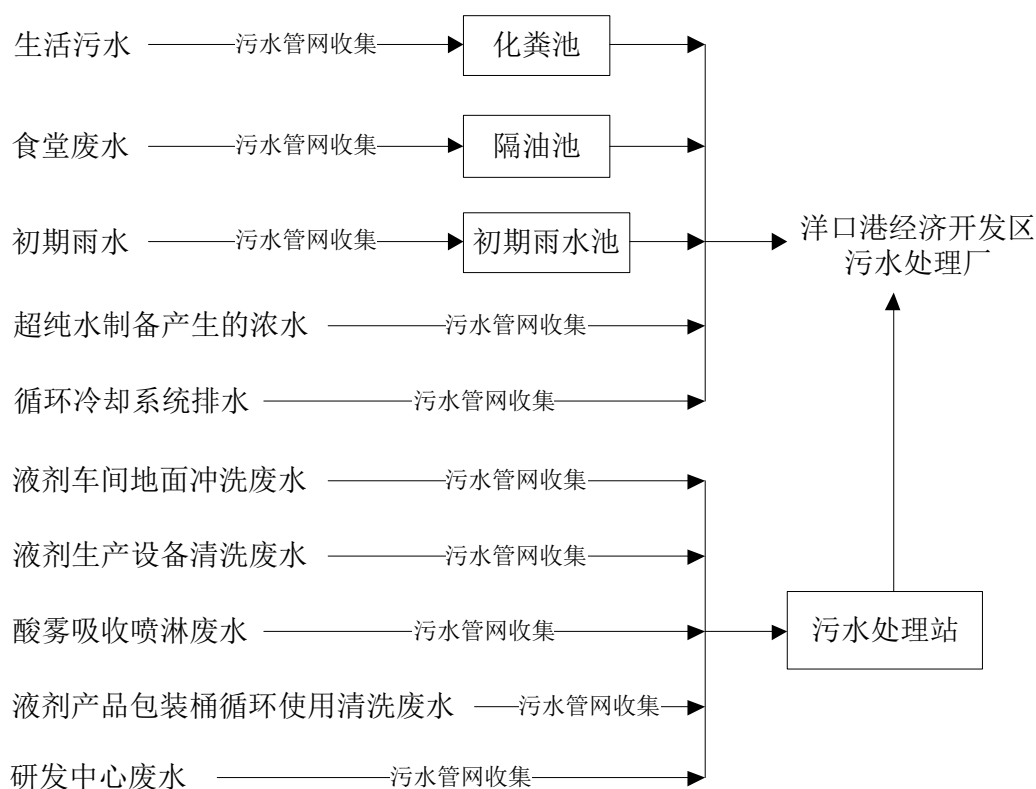 生活污水 污水管网收集 化粪池
食堂废水 污水管网收集 隔油池
初期雨水 污水管网收集 初期雨水池
洋口港经济开发区
污水处理厂
超纯水制备产生的浓水 污水管网收集
循环冷却系统排水 污水管网收集
液剂车间地面冲洗废水 污水管网收集
液剂生产设备清洗废水 污水管网收集
酸雾吸收喷淋废水 污水管网收集 污水处理站
液剂产品包装桶循环使用清洗废水 污水管网收集
研发中心废水 污水管网收集